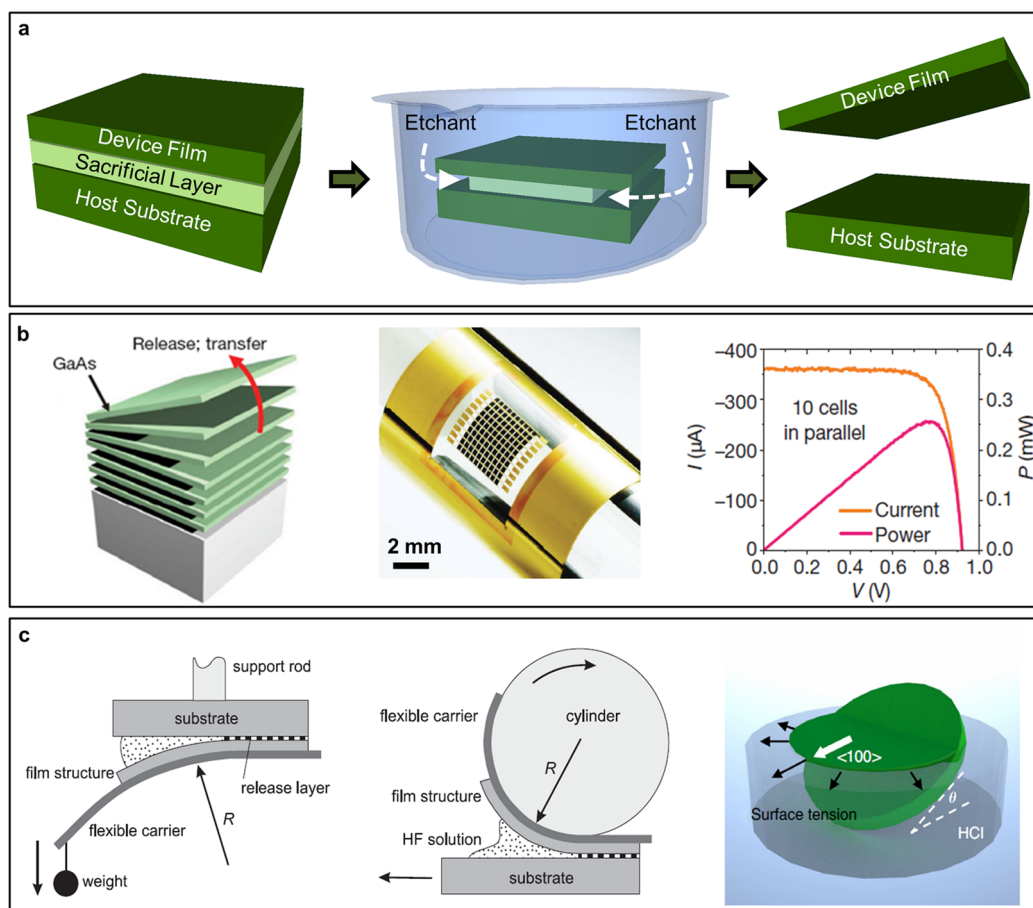 a
Device Film
Sacrificial Layer
Host Substrate
Etchant
Etchant
Device Film
Host Substrate
b
Release; transfer
GaAs
2 mm
–400
–300
–200
–100
0
I (μA)
10 cells
in parallel
Current
Power
0.4
0.3
0.2
0.1
0.0
P (mW)
0.0 0.2 0.4 0.6 0.8 1.0
V (V)
c
support rod
substrate
film structure
release layer
flexible carrier
R
weight
flexible carrier
cylinder
R
film structure
HF solution
substrate
<100>
Surface tension
θ
HCl